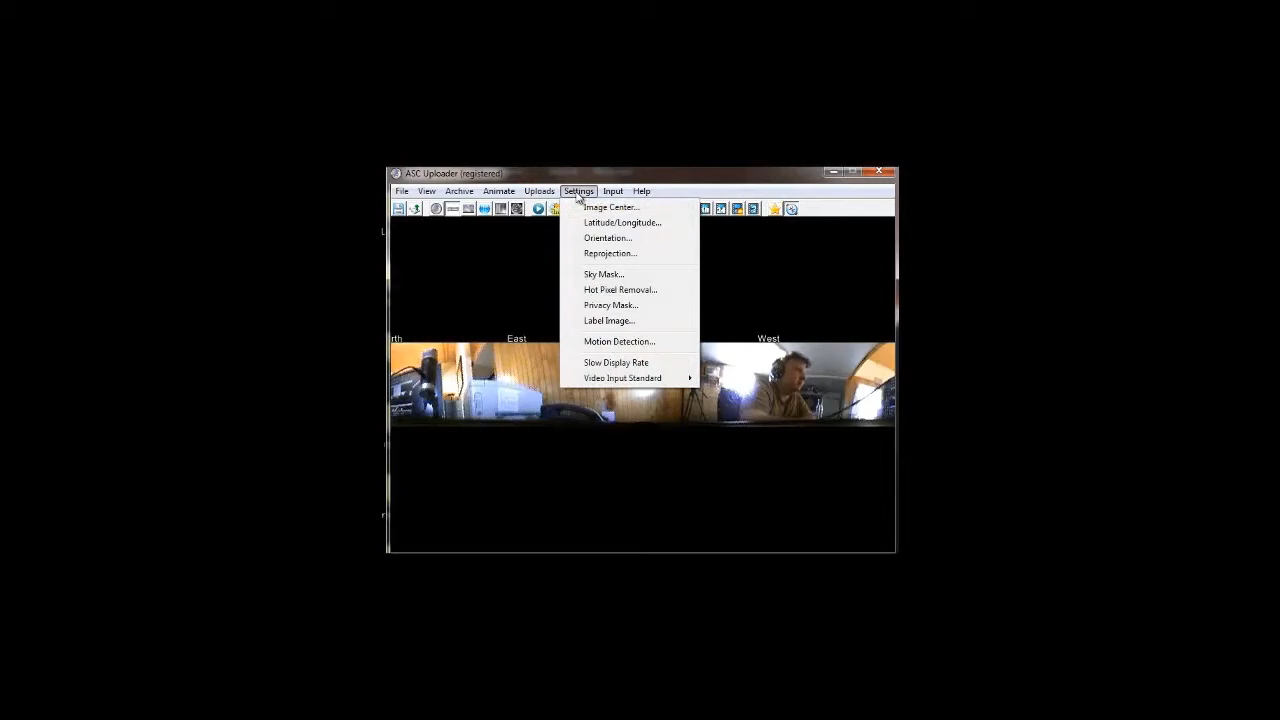 ASC Uploader (registered)
File View Archive Animate Uploads Settings Input Help
Image Center...
Latitude/Longitude...
Orientation...
Reprojection...
Sky Mask...
Hot Pixel Removal...
Privacy Mask...
Label Image...
Motion Detection...
Slow Display Rate
Video Input Standard
rth East West